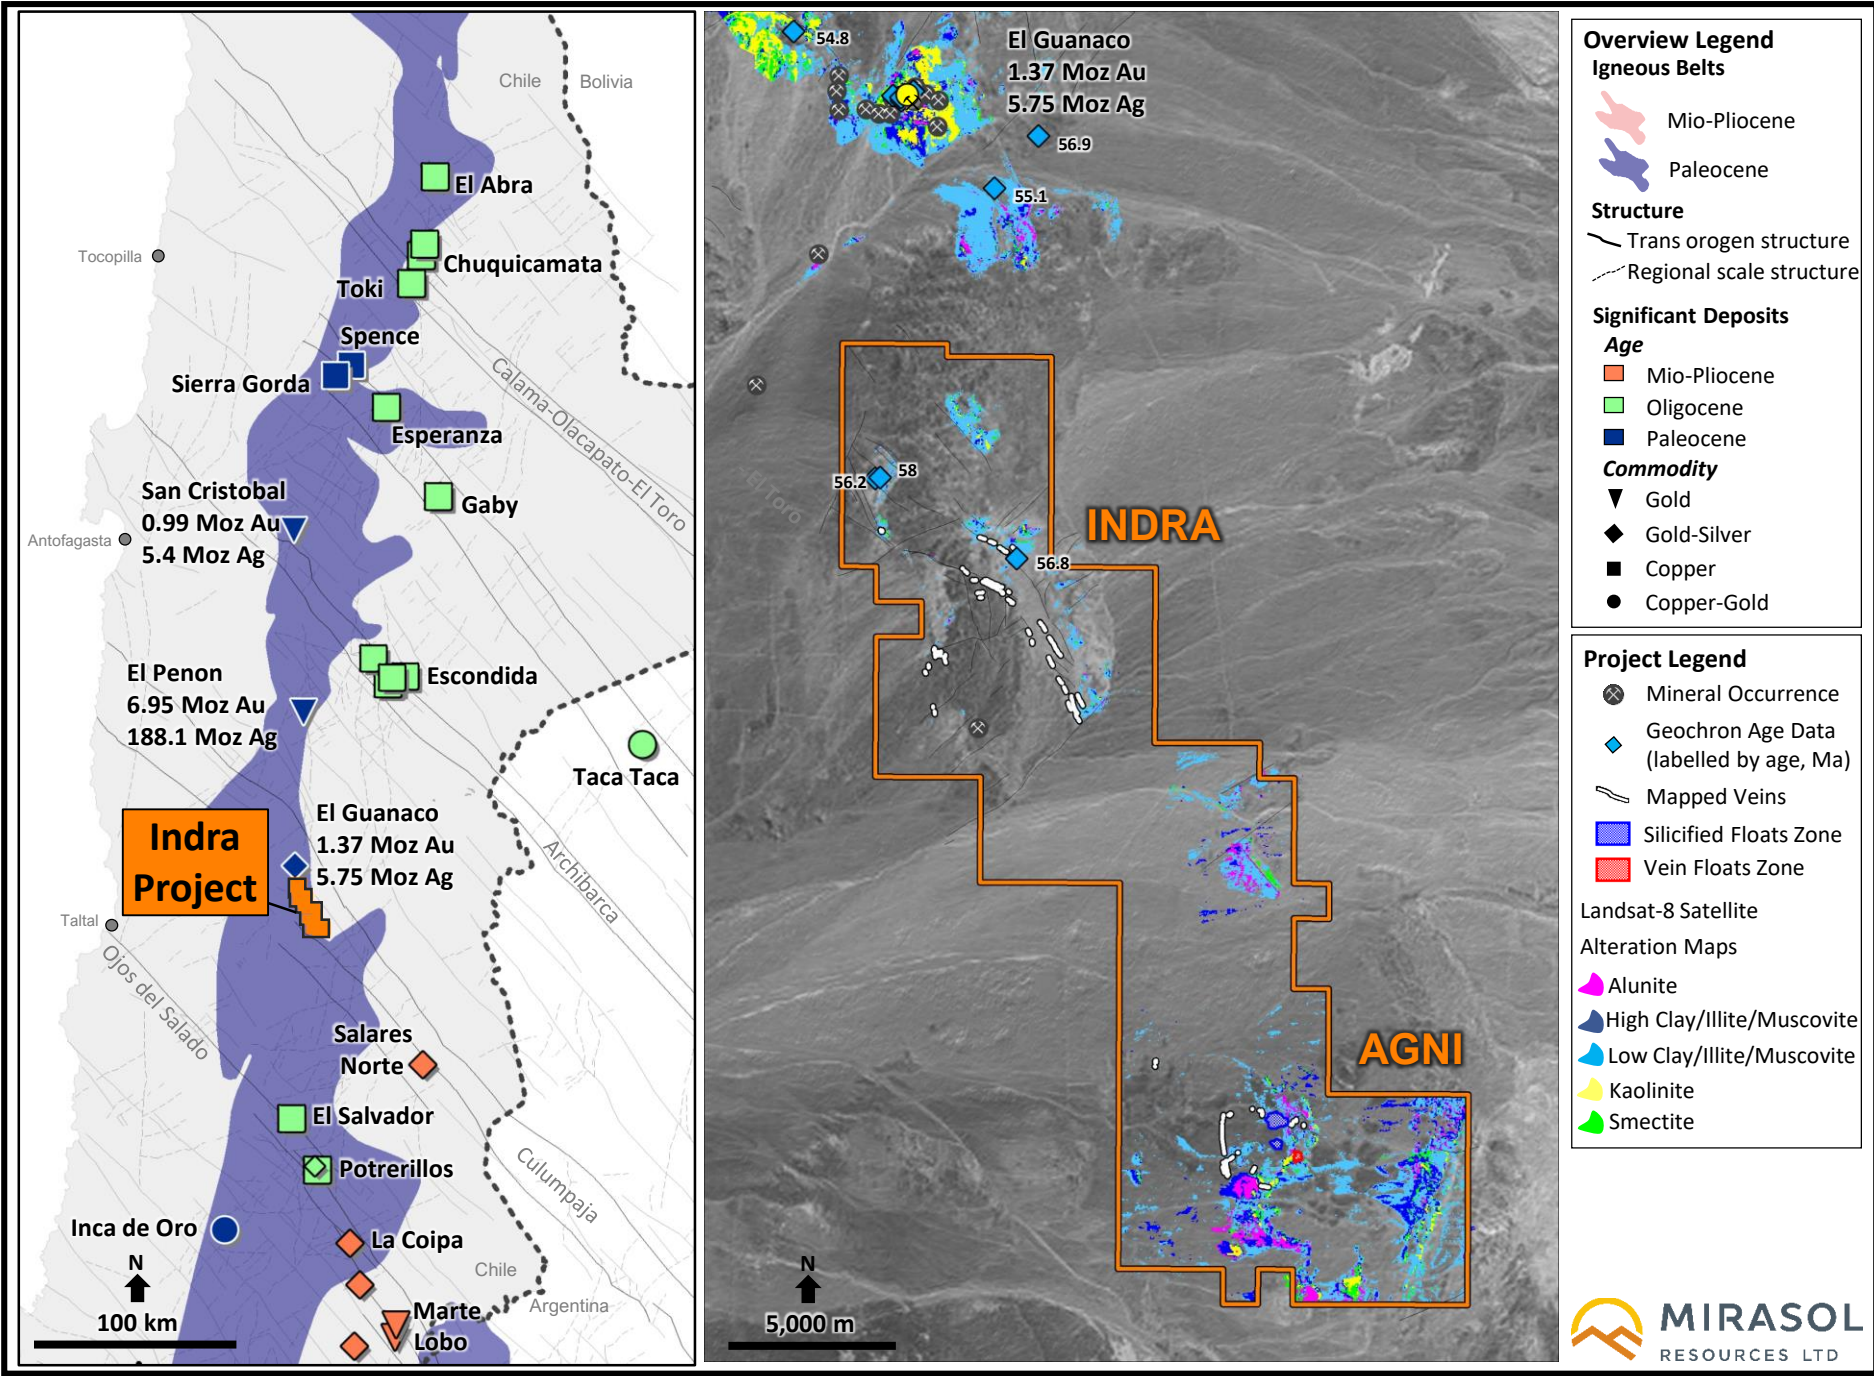 Chile
Bolivia
El Abra
Tocopilla
Chuquicamata
Toki
Spence
Sierra Gorda
Calama-Olacapato-El Toro
Esperanza
San Cristobal
0.99 Moz Au
5.4 Moz Ag
Gaby
Antofagasta
El Penon
6.95 Moz Au
188.1 Moz Ag
Escondida
Taca Taca
Indra
Project
El Guanaco
1.37 Moz Au
5.75 Moz Ag
Archibarca
Taltal
Ojos del Salado
Salares
Norte
El Salvador
Potrerillos
Culumpaja
Inca de Oro
La Coipa
Chile
Argentina
Marte
Lobo
N
100 km
54.8
El Guanaco
1.37 Moz Au
5.75 Moz Ag
56.9
55.1
El Toro
58
56.2
INDRA
56.8
AGNI
N
5,000 m
Overview Legend
Igneous Belts
Mio-Pliocene
Paleocene
Structure
Trans orogen structure
Regional scale structure
Significant Deposits
Age
Mio-Pliocene
Oligocene
Paleocene
Commodity
Gold
Gold-Silver
Copper
Copper-Gold
Project Legend
Mineral Occurrence
Geochron Age Data
(labelled by age, Ma)
Mapped Veins
Silicified Floats Zone
Vein Floats Zone
Landsat-8 Satellite
Alteration Maps
Alunite
High Clay/Illite/Muscovite
Low Clay/Illite/Muscovite
Kaolinite
Smectite
MIRASOL
RESOURCES LTD